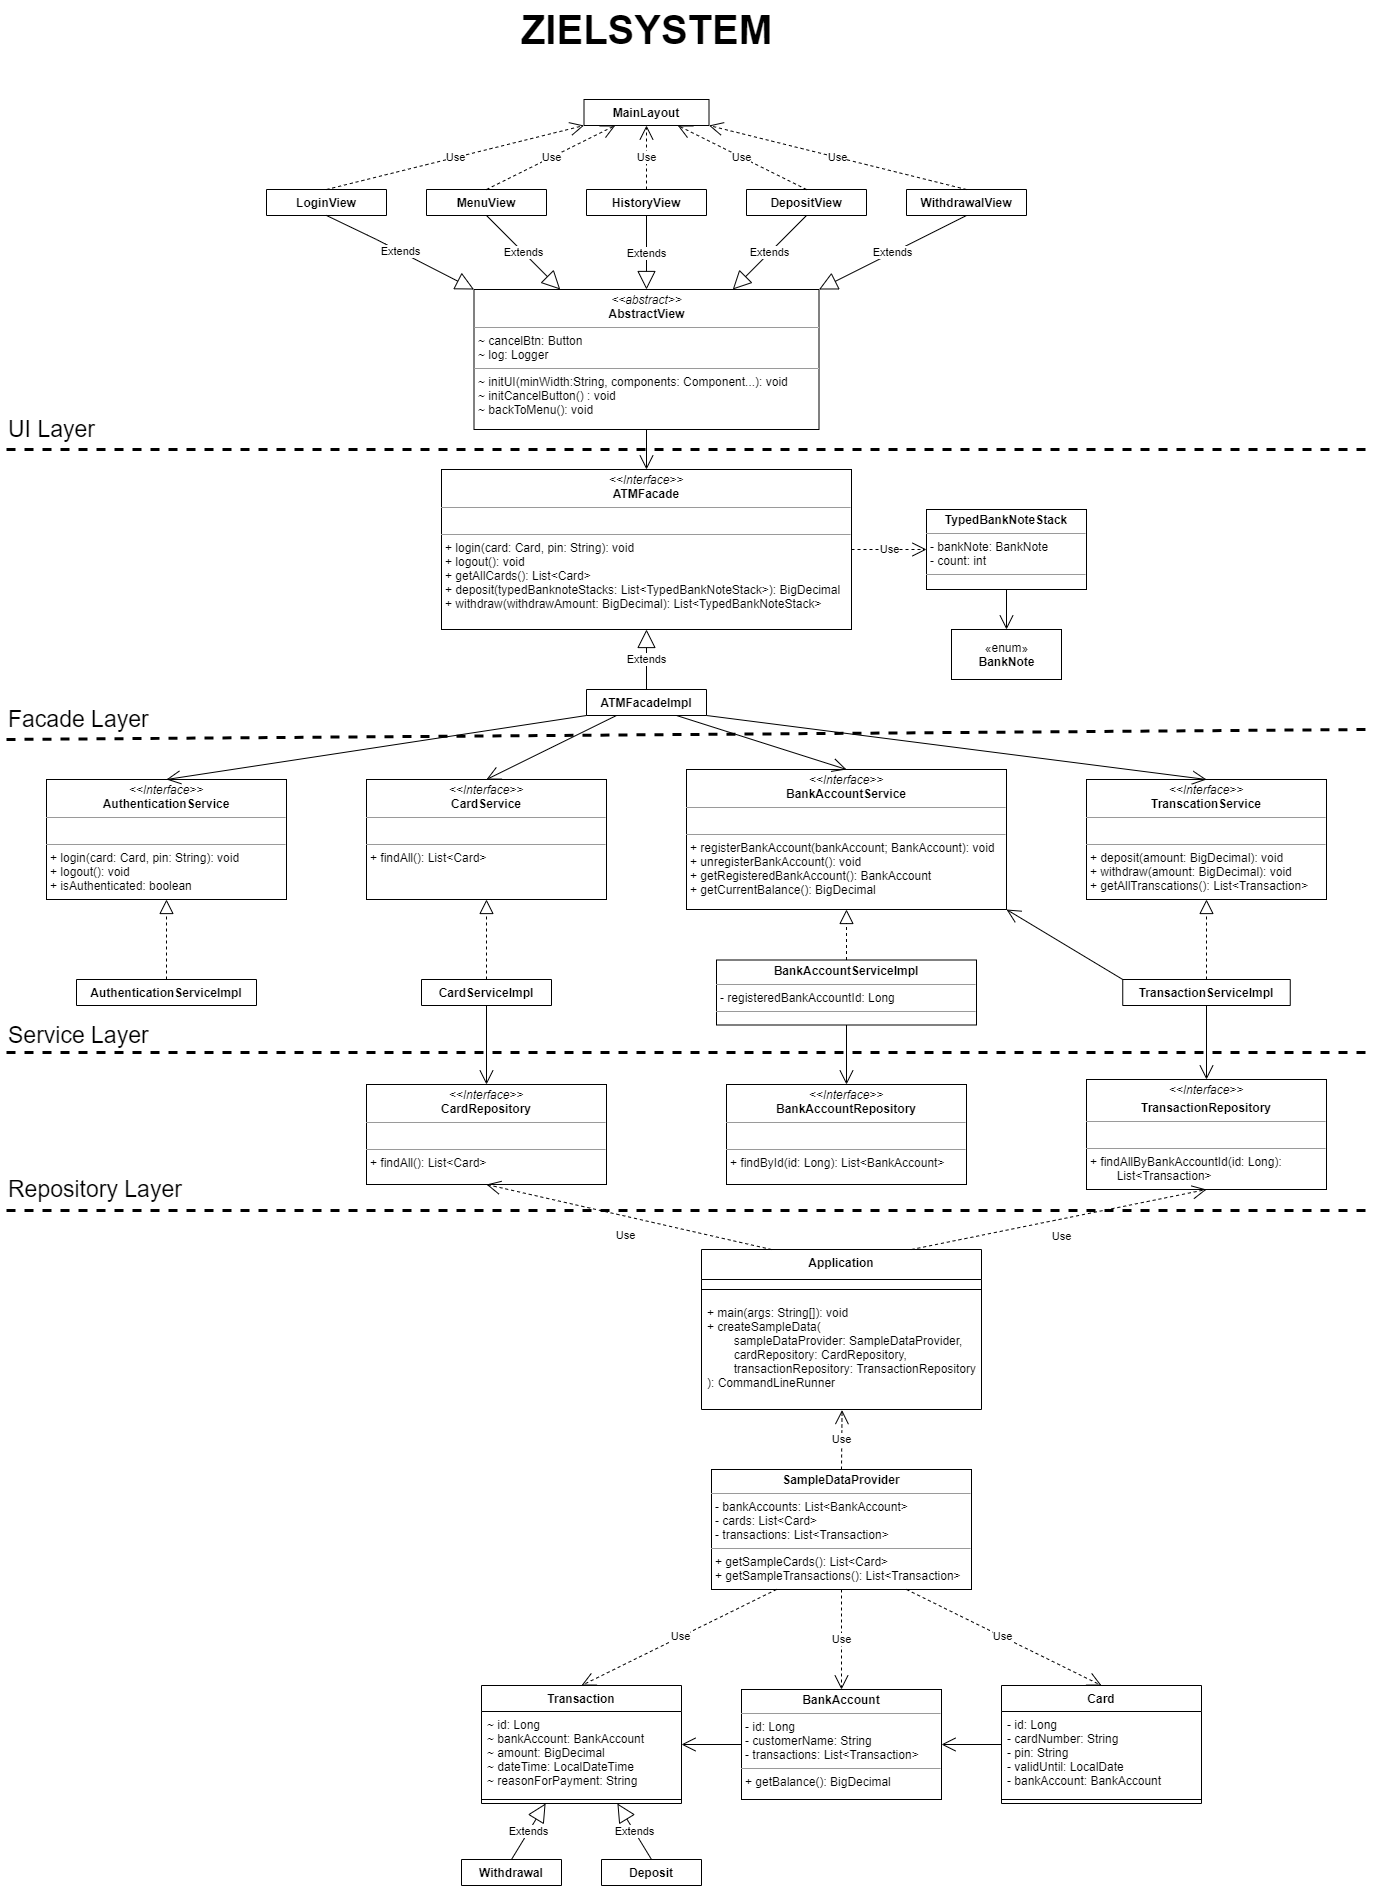 ZIELSYSTEM
MainLayout
Use
Use
Use
Use
Use
LoginView
MenuView
HistoryView
DepositView
WithdrawalView
Extends
Extends
Extends
Extends
Extends
<<abstract>>
AbstractView
~ cancelBtn: Button
~ log: Logger
~ initUI(minWidth:String, components: Component...): void
~ initCancelButton() : void
~ backToMenu(): void
UI Layer
<<Interface>>
ATMFacade
+ login(card: Card, pin: String): void
+ logout(): void
+ getAllCards(): List<Card>
+ deposit(typedBanknoteStacks: List<TypedBankNoteStack>): BigDecimal
+ withdraw(withdrawAmount: BigDecimal): List<TypedBankNoteStack>
Use
TypedBankNoteStack
- bankNote: BankNote
- count: int
«enum»
BankNote
Extends
ATMFacadeImpl
Facade Layer
<<Interface>>
AuthenticationService
+ login(card: Card, pin: String): void
+ logout(): void
+ isAuthenticated: boolean
<<Interface>>
CardService
+ findAll(): List<Card>
<<Interface>>
BankAccountService
+ registerBankAccount(bankAccount; BankAccount): void
+ unregisterBankAccount(): void
+ getRegisteredBankAccount(): BankAccount
+ getCurrentBalance(): BigDecimal
<<Interface>>
TranscationService
+ deposit(amount: BigDecimal): void
+ withdraw(amount: BigDecimal): void
+ getAllTranscations(): List<Transaction>
AuthenticationServiceImpl
CardServiceImpl
BankAccountServiceImpl
- registeredBankAccountId: Long
TransactionServiceImpl
Service Layer
<<Interface>>
CardRepository
+ findAll(): List<Card>
<<Interface>>
BankAccountRepository
+ findById(id: Long): List<BankAccount>
<<Interface>>
TransactionRepository
+ findAllByBankAccountId(id: Long):
List<Transaction>
Repository Layer
Use
Use
Application
+ main(args: String[]): void
+ createSampleData(
sampleDataProvider: SampleDataProvider,
cardRepository: CardRepository,
transactionRepository: TransactionRepository
): CommandLineRunner
Use
SampleDataProvider
- bankAccounts: List<BankAccount>
- cards: List<Card>
- transactions: List<Transaction>
+ getSampleCards(): List<Card>
+ getSampleTransactions(): List<Transaction>
Use
Use
Use
Transaction
~ id: Long
~ bankAccount: BankAccount
~ amount: BigDecimal
~ dateTime: LocalDateTime
~ reasonForPayment: String
BankAccount
- id: Long
- customerName: String
- transactions: List<Transaction>
+ getBalance(): BigDecimal
Card
- id: Long
- cardNumber: String
- pin: String
- validUntil: LocalDate
- bankAccount: BankAccount
Extends
Extends
Withdrawal
Deposit